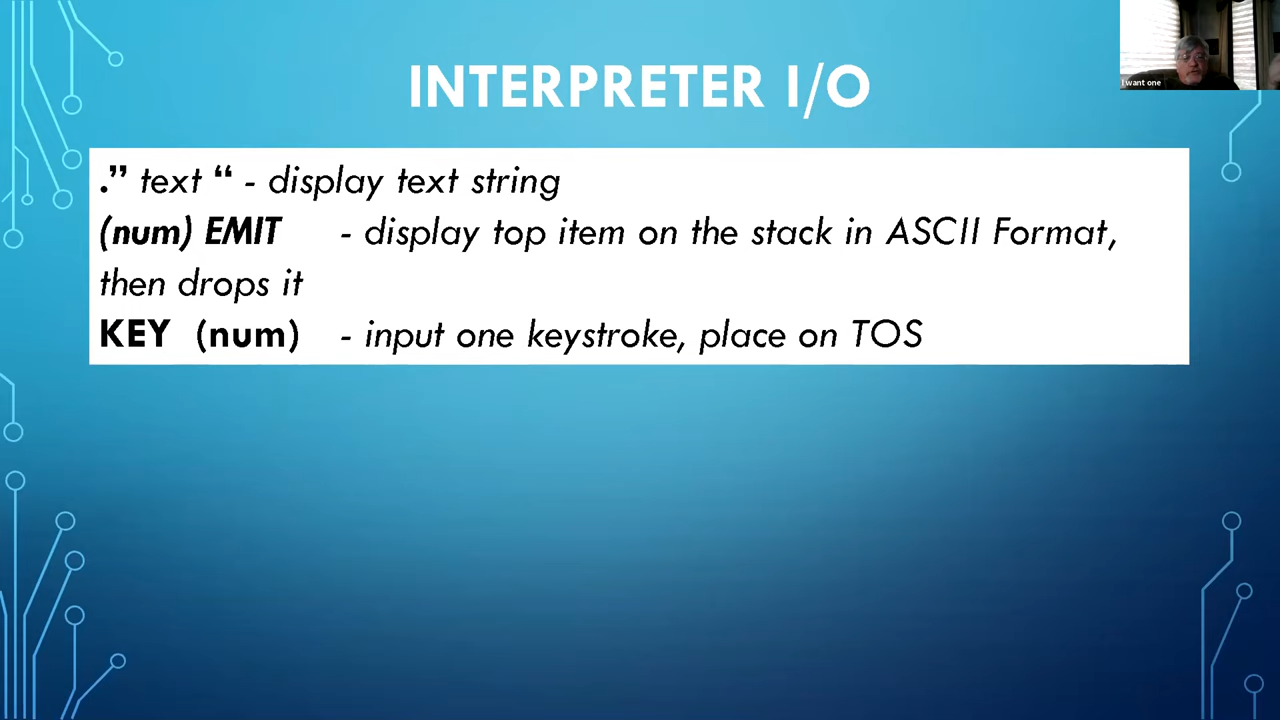 INTERPRETER I/O
I want one
.” text “ - display text string
(num) EMIT - display top item on the stack in ASCII Format,
then drops it
KEY (num) - input one keystroke, place on TOS